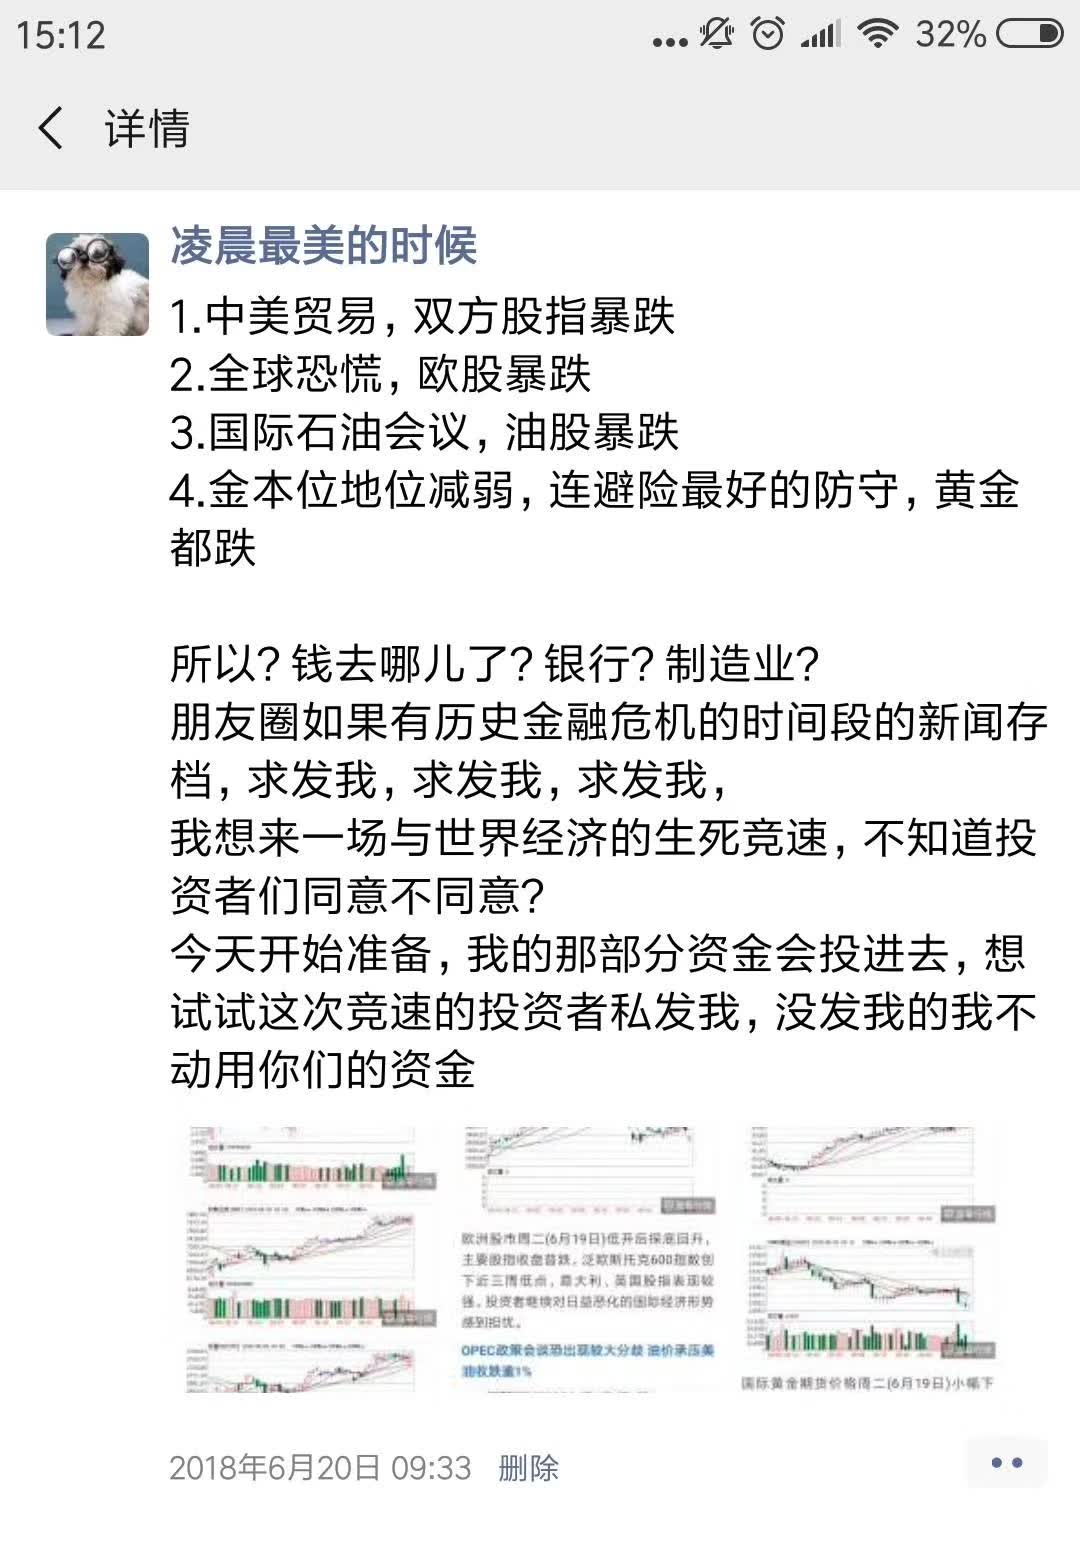 15:12
32%
详情
凌晨最美的时候
1.中美贸易，双方股指暴跌
2.全球恐慌，欧股暴跌
3.国际石油会议，油股暴跌
4.金本位地位减弱，连避险最好的防守，黄金
都跌
所以？钱去哪儿了？银行？制造业？
朋友圈如果有历史金融危机的时间段的新闻存
档，求发我，求发我，求发我，
我想来一场与世界经济的生死竞速，不知道投
资者们同意不同意？
今天开始准备，我的那部分资金会投进去，想
试试这次竞速的投资者私发我，没发我的我不
动用你们的资金
欧洲股市周二(6月19日)低开后探底回升，
主要股指收盘普跌，泛欧斯托克600指数创
下近三周低点，意大利、英国股指表现较
强。投资者继续对日益恶化的国际经济形势
感到担忧。
OPEC政策会谈恐出现较大分歧 油价承压美
油收跌逾1%
国际黄金期货价格周二(6月19日)小幅下
2018年6月20日 09:33 删除